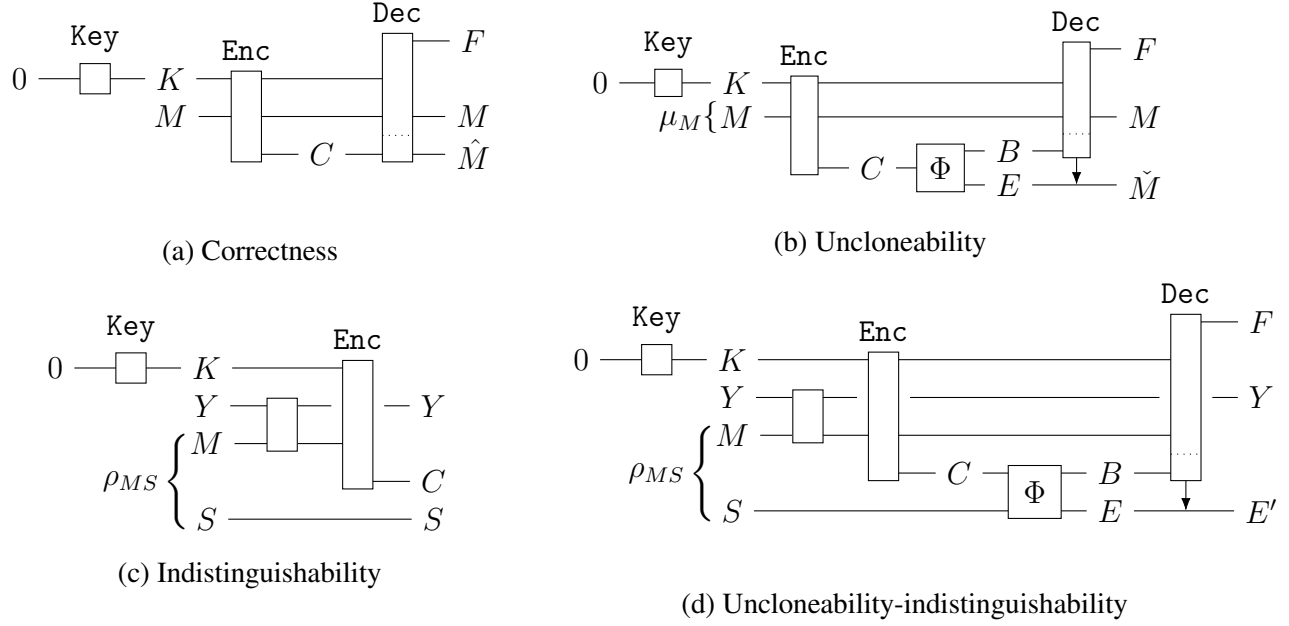 Key
Enc
Dec
0
K
F
M
M
C
M̂
(a) Correctness
Key
Enc
Dec
0
K
F
μ_M{M
M
C
Φ
B
E
M̌
(b) Uncloneability
Key
Enc
0
K
Y
Y
M
ρ_MS
C
S
S
(c) Indistinguishability
Key
Enc
Dec
0
K
F
Y
Y
M
ρ_MS
C
Φ
B
S
E
E′
(d) Uncloneability-indistinguishability